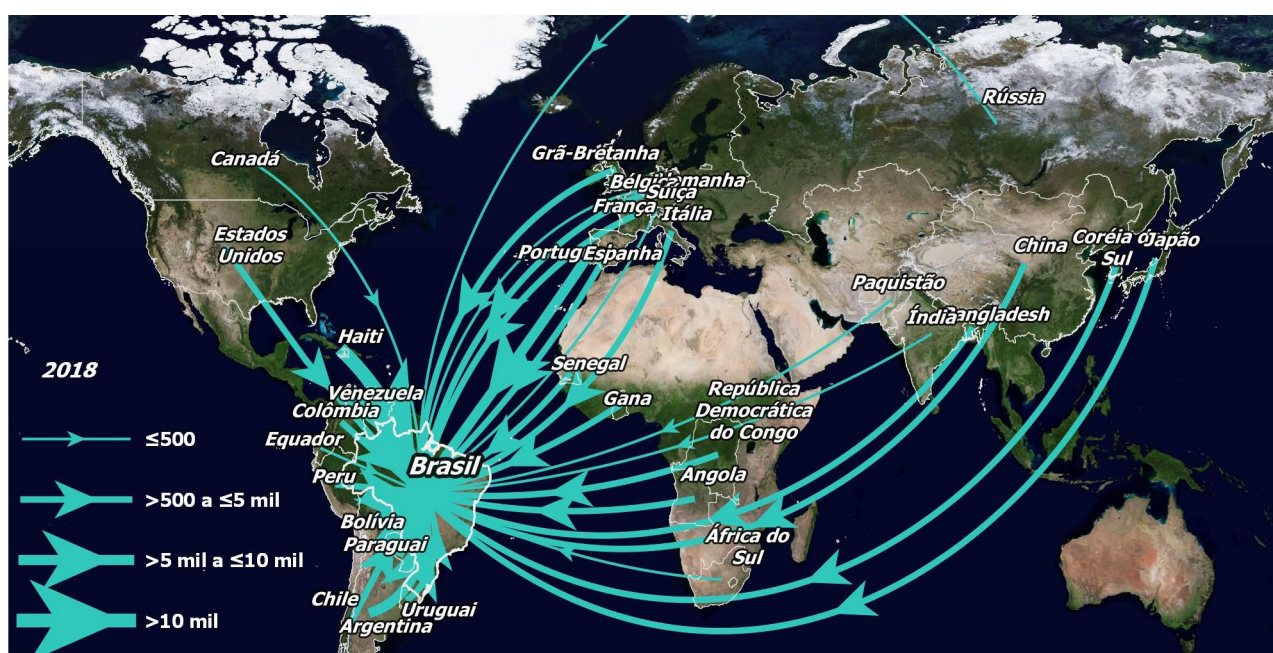 Rússia
Canadá
Grã-Bretanha
Suíça
França
Itália
Estados
Unidos
Espanha
China
Coréia
Sul
Japão
Paquistão
Índia
Haiti
2018
Senegal
Vênezuela
Colômbia
Gana
República
Democrática
do Congo
≤500
Equador
Brasil
Peru
Angola
>500 a ≤5 mil
Bolívia
Paraguai
África do
Sul
>5 mil a ≤10 mil
Chile
Uruguai
Argentina
>10 mil